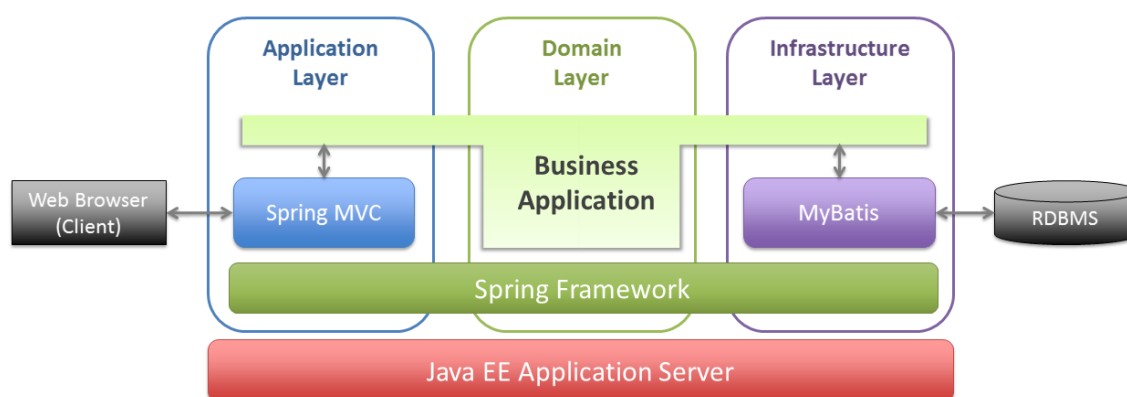 Application
Layer
Domain
Layer
Infrastructure
Layer
Business
Application
Web Browser
(Client)
Spring MVC
MyBatis
RDBMS
Spring Framework
Java EE Application Server